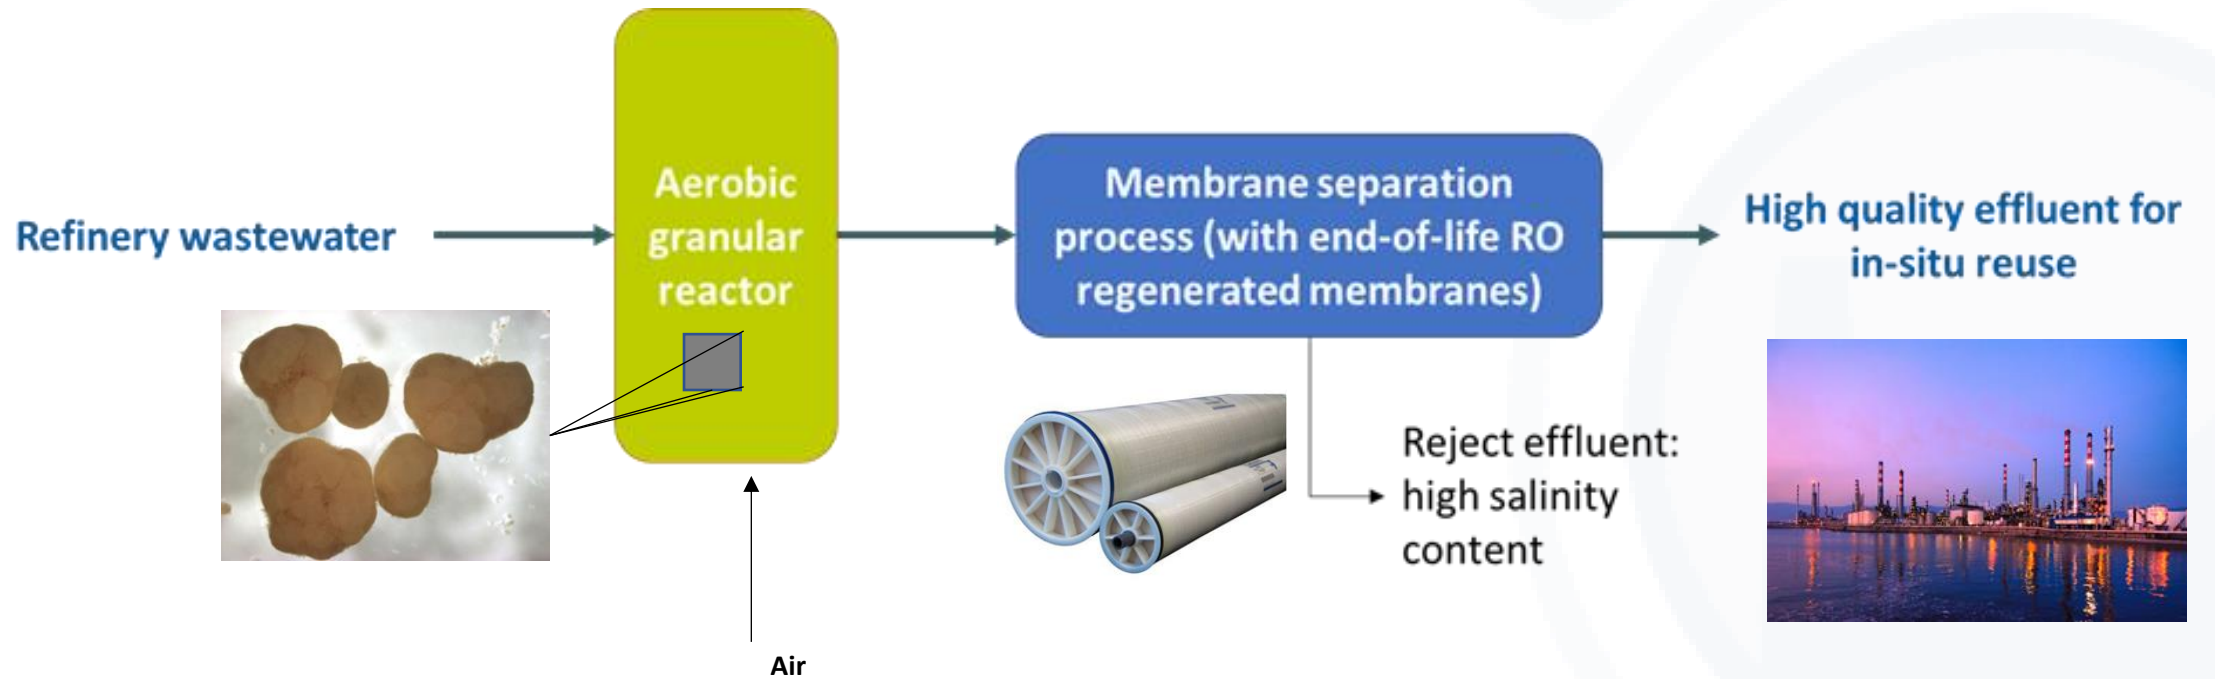 Refinery wastewater
Aerobic
granular
reactor
Air
Membrane separation
process (with end-of-life RO
regenerated membranes)
Reject effluent:
high salinity
content
High quality effluent for
in-situ reuse